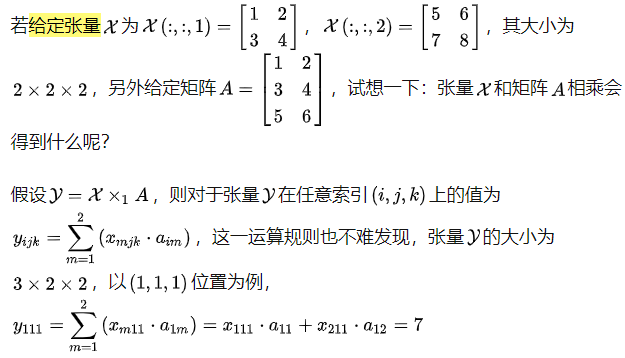 若给定张量 $\mathcal{X}$ 为 $\mathcal{X}(:,:,1)=\begin{bmatrix}1 & 2\\3 & 4\end{bmatrix}$,$\mathcal{X}(:,:,2)=\begin{bmatrix}5 & 6\\7 & 8\end{bmatrix}$,其大小为
$2\times2\times2$,另外给定矩阵 $A=\begin{bmatrix}1 & 2\\3 & 4\\5 & 6\end{bmatrix}$,试想一下:张量 $\mathcal{X}$ 和矩阵 $A$ 相乘会
得到什么呢?
假设 $\mathcal{Y}=\mathcal{X}\times_1 A$,则对于张量 $\mathcal{Y}$ 在任意索引 $(i,j,k)$ 上的值为
$y_{ijk}=\sum_{m=1}^{2}(x_{mjk}\cdot a_{im})$,这一运算规则也不难发现,张量 $\mathcal{Y}$ 的大小为
$3\times2\times2$,以 $(1,1,1)$ 位置为例,
$y_{111}=\sum_{m=1}^{2}(x_{m11}\cdot a_{1m})=x_{111}\cdot a_{11}+x_{211}\cdot a_{12}=7$